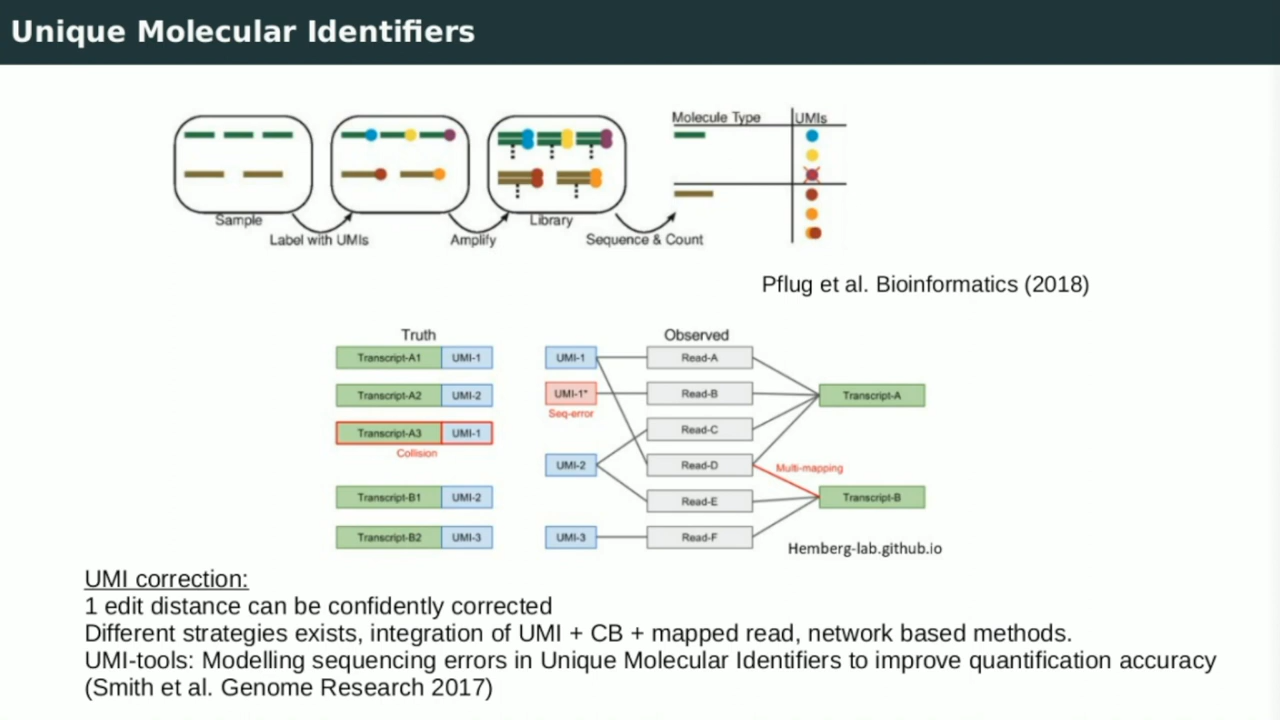 Unique Molecular Identifiers
Molecule Type UMIs
Sample
Library
Label with UMIs
Amplify
Sequence & Count
Pflug et al. Bioinformatics (2018)
Truth
Observed
Transcript-A1 UMI-1 UMI-1 Read-A
Transcript-A2 UMI-2 UMI-1* Read-B Transcript-A
Seq-error
Transcript-A3 UMI-1 Read-C
Collision
UMI-2 Read-D Multi-mapping
Transcript-B1 UMI-2 Read-E Transcript-B
Transcript-B2 UMI-3 UMI-3 Read-F
Hemberg-lab.github.io
UMI correction:
1 edit distance can be confidently corrected
Different strategies exists, integration of UMI + CB + mapped read, network based methods.
UMI-tools: Modelling sequencing errors in Unique Molecular Identifiers to improve quantification accuracy
(Smith et al. Genome Research 2017)